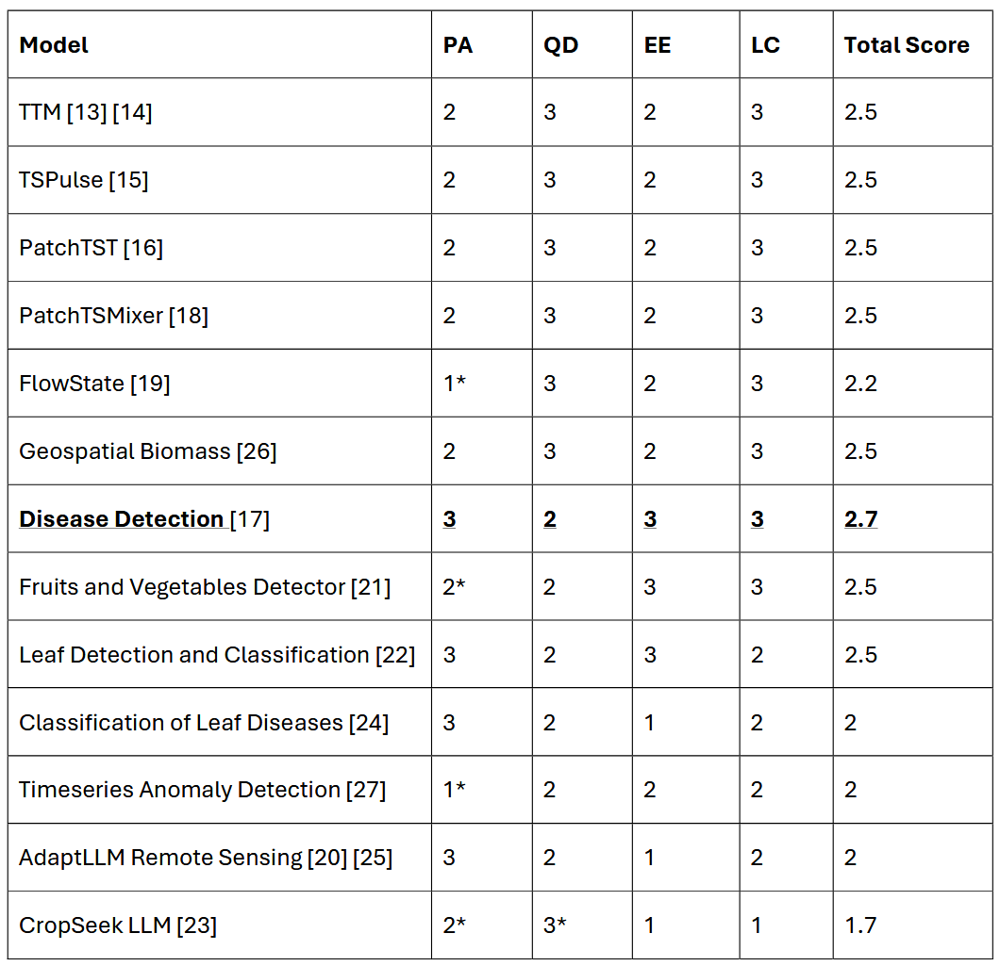 Model PA QD EE LC Total Score
TTM [13] [14] 2 3 2 3 2.5
TSPulse [15] 2 3 2 3 2.5
PatchTST [16] 2 3 2 3 2.5
PatchTSMixer [18] 2 3 2 3 2.5
FlowState [19] 1* 3 2 3 2.2
Geospatial Biomass [26] 2 3 2 3 2.5
Disease Detection [17] 3 2 3 3 2.7
Fruits and Vegetables Detector [21] 2* 2 3 3 2.5
Leaf Detection and Classification [22] 3 2 3 2 2.5
Classification of Leaf Diseases [24] 3 2 1 2 2
Timeseries Anomaly Detection [27] 1* 2 2 2 2
AdaptLLM Remote Sensing [20] [25] 3 2 1 2 2
CropSeek LLM [23] 2* 3* 1 1 1.7